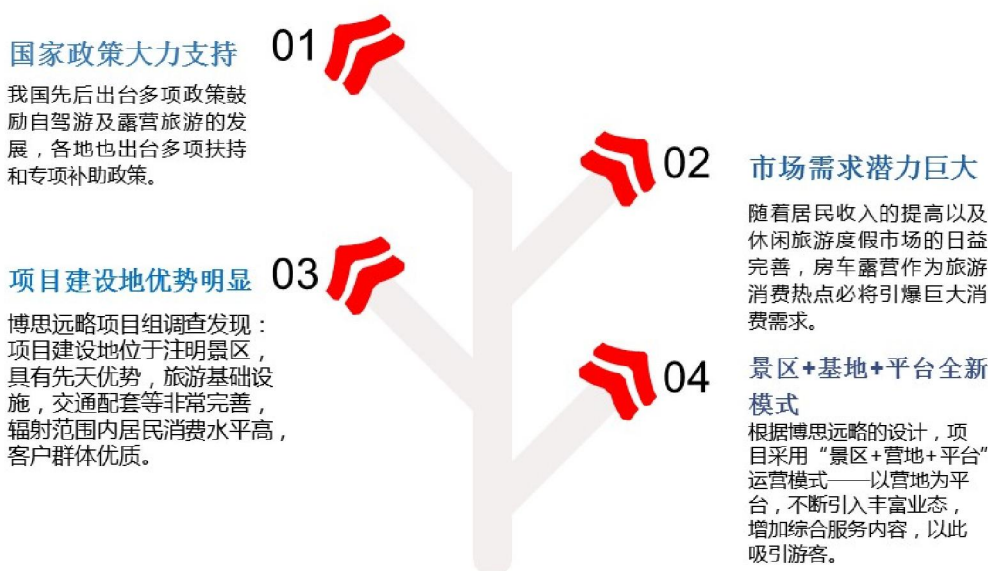 01
国家政策大力支持
我国先后出台多项政策鼓
励自驾游及露营旅游的发
展，各地也出台多项扶持
和专项补助政策。
02
市场需求潜力巨大
随着居民收入的提高以及
休闲旅游度假市场的日益
完善，房车露营作为旅游
消费热点必将引爆巨大消
费需求。
03
项目建设地优势明显
博思远略项目组调查发现：
项目建设地位于注明景区，
具有先天优势，旅游基础设
施，交通配套等非常完善，
辐射范围内居民消费水平高，
客户群体优质。
04
景区+基地+平台全新
模式
根据博思远略的设计，项
目采用“景区+营地+平台”
运营模式——以营地为平
台，不断引入丰富业态，
增加综合服务内容，以此
吸引游客。